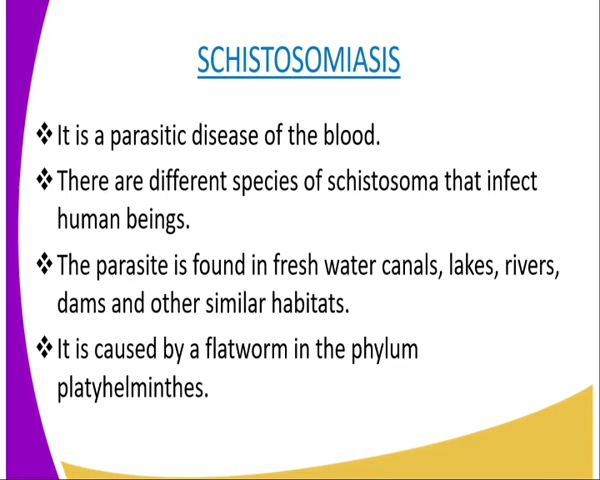 SCHISTOSOMIASIS
❖ It is a parasitic disease of the blood.
❖ There are different species of schistosoma that infect
human beings.
❖ The parasite is found in fresh water canals, lakes, rivers,
dams and other similar habitats.
❖ It is caused by a flatworm in the phylum
platyhelminthes.